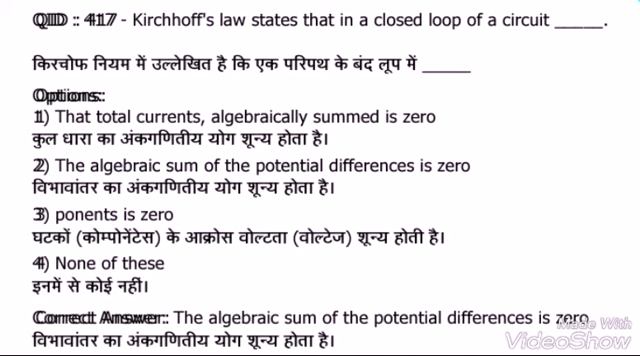 QID :: 417 - Kirchhoff's law states that in a closed loop of a circuit _____.
किरचोफ नियम में उल्लेखित है कि एक परिपथ के बंद लूप में ______
Options::
1) That total currents, algebraically summed is zero
कुल धारा का अंकगणितीय योग शून्य होता है।
2) The algebraic sum of the potential differences is zero
विभावांतर का अंकगणितीय योग शून्य होता है।
3) ponents is zero
घटकों (कोम्पोनेंटेस) के आक्रोस वोल्टता (वोल्टेज) शून्य होती है।
4) None of these
इनमें से कोई नहीं।
Correct Answer:: The algebraic sum of the potential differences is zero
विभावांतर का अंकगणितीय योग शून्य होता है।
Made With
VideoShow